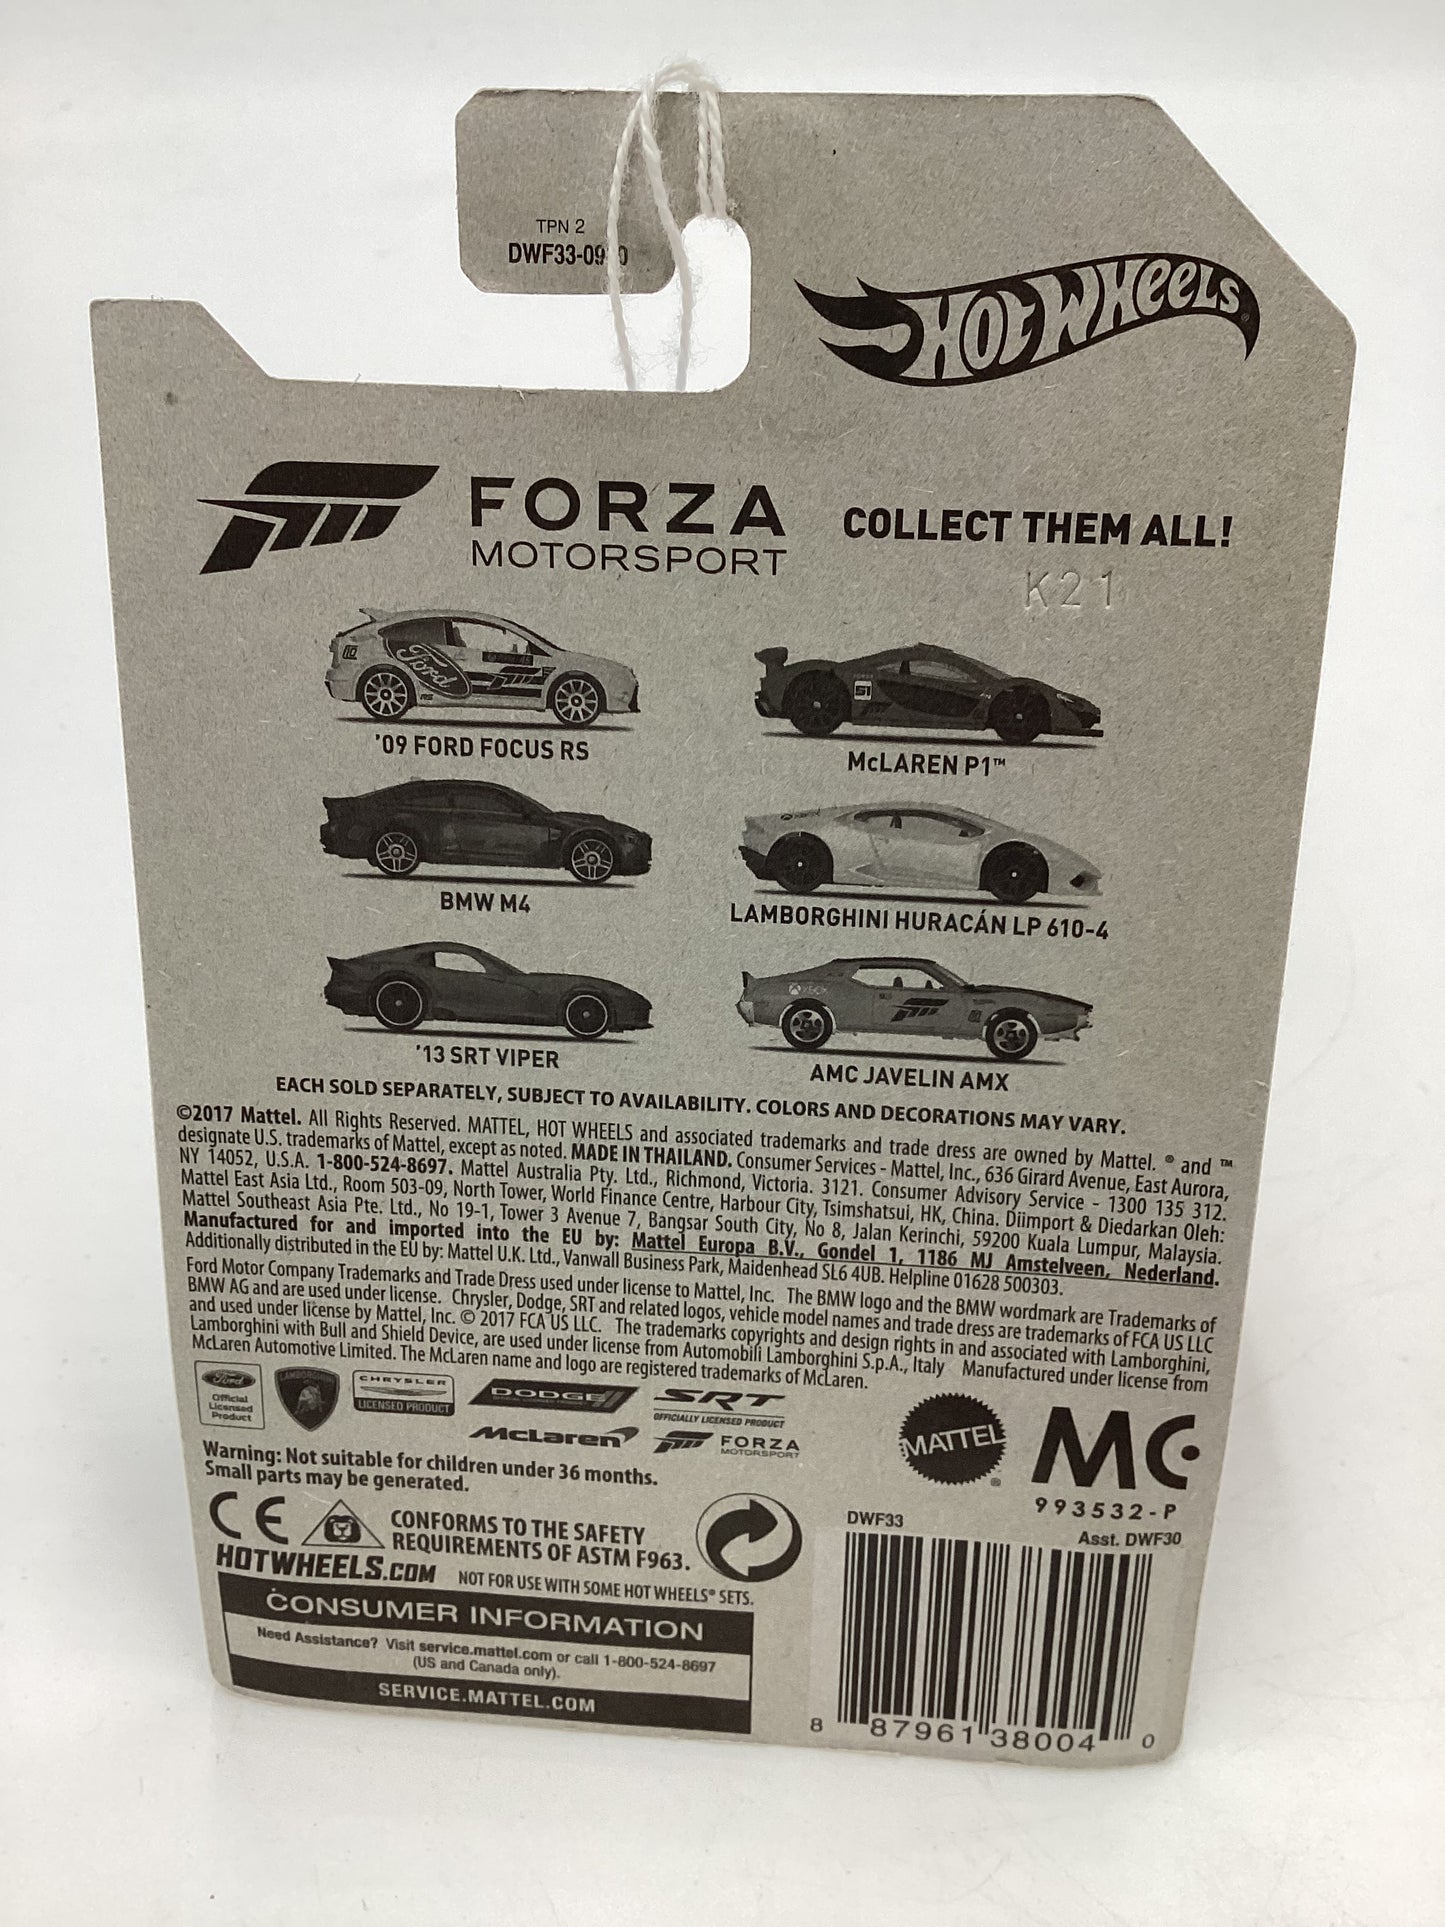 TPN 2
DWF33-09 0
HOT WHEELS®
FORZA
MOTORSPORT
COLLECT THEM ALL!
K21
10
Ford
RS
51
'09 FORD FOCUS RS
McLAREN P1™
BMW M4
LAMBORGHINI HURACÁN LP 610-4
'13 SRT VIPER
AMC JAVELIN AMX
EACH SOLD SEPARATELY, SUBJECT TO AVAILABILITY. COLORS AND DECORATIONS MAY VARY.
©2017 Mattel. All Rights Reserved. MATTEL, HOT WHEELS and associated trademarks and trade dress are owned by Mattel. ® and ™
designate U.S. trademarks of Mattel, except as noted. MADE IN THAILAND. Consumer Services - Mattel, Inc., 636 Girard Avenue, East Aurora,
NY 14052, U.S.A. 1-800-524-8697. Mattel Australia Pty. Ltd., Richmond, Victoria. 3121. Consumer Advisory Service - 1300 135 312.
Mattel East Asia Ltd., Room 503-09, North Tower, World Finance Centre, Harbour City, Tsimshatsui, HK, China. Diimport & Diedarkan Oleh:
Mattel Southeast Asia Pte. Ltd., No 19-1, Tower 3 Avenue 7, Bangsar South City, No 8, Jalan Kerinchi, 59200 Kuala Lumpur, Malaysia.
Manufactured for and imported into the EU by: Mattel Europa B.V., Gondel 1, 1186 MJ Amstelveen, Nederland.
Additionally distributed in the EU by: Mattel U.K. Ltd., Vanwall Business Park, Maidenhead SL6 4UB. Helpline 01628 500303.
Ford Motor Company Trademarks and Trade Dress used under license to Mattel, Inc. The BMW logo and the BMW wordmark are Trademarks of
BMW AG and are used under license. Chrysler, Dodge, SRT and related logos, vehicle model names and trade dress are trademarks of FCA US LLC
and used under license by Mattel, Inc. © 2017 FCA US LLC. The trademarks copyrights and design rights in and associated with Lamborghini,
Lamborghini with Bull and Shield Device, are used under license from Automobili Lamborghini S.p.A., Italy Manufactured under license from
McLaren Automotive Limited. The McLaren name and logo are registered trademarks of McLaren.
Ford
Official
Licensed
Product
LAMBORGHINI
CHRYSLER
LICENSED PRODUCT
DODGE
SRT
OFFICIALLY LICENSED PRODUCT
McLaren
FORZA
MOTORSPORT
MATTEL®
MC
993532-P
Warning: Not suitable for children under 36 months.
Small parts may be generated.
CE
CONFORMS TO THE SAFETY
REQUIREMENTS OF ASTM F963.
HOTWHEELS.COM
NOT FOR USE WITH SOME HOT WHEELS® SETS.
CONSUMER INFORMATION
Need Assistance? Visit service.mattel.com or call 1-800-524-8697
(US and Canada only).
SERVICE.MATTEL.COM
DWF33
Asst. DWF30
8 87961 38004 0